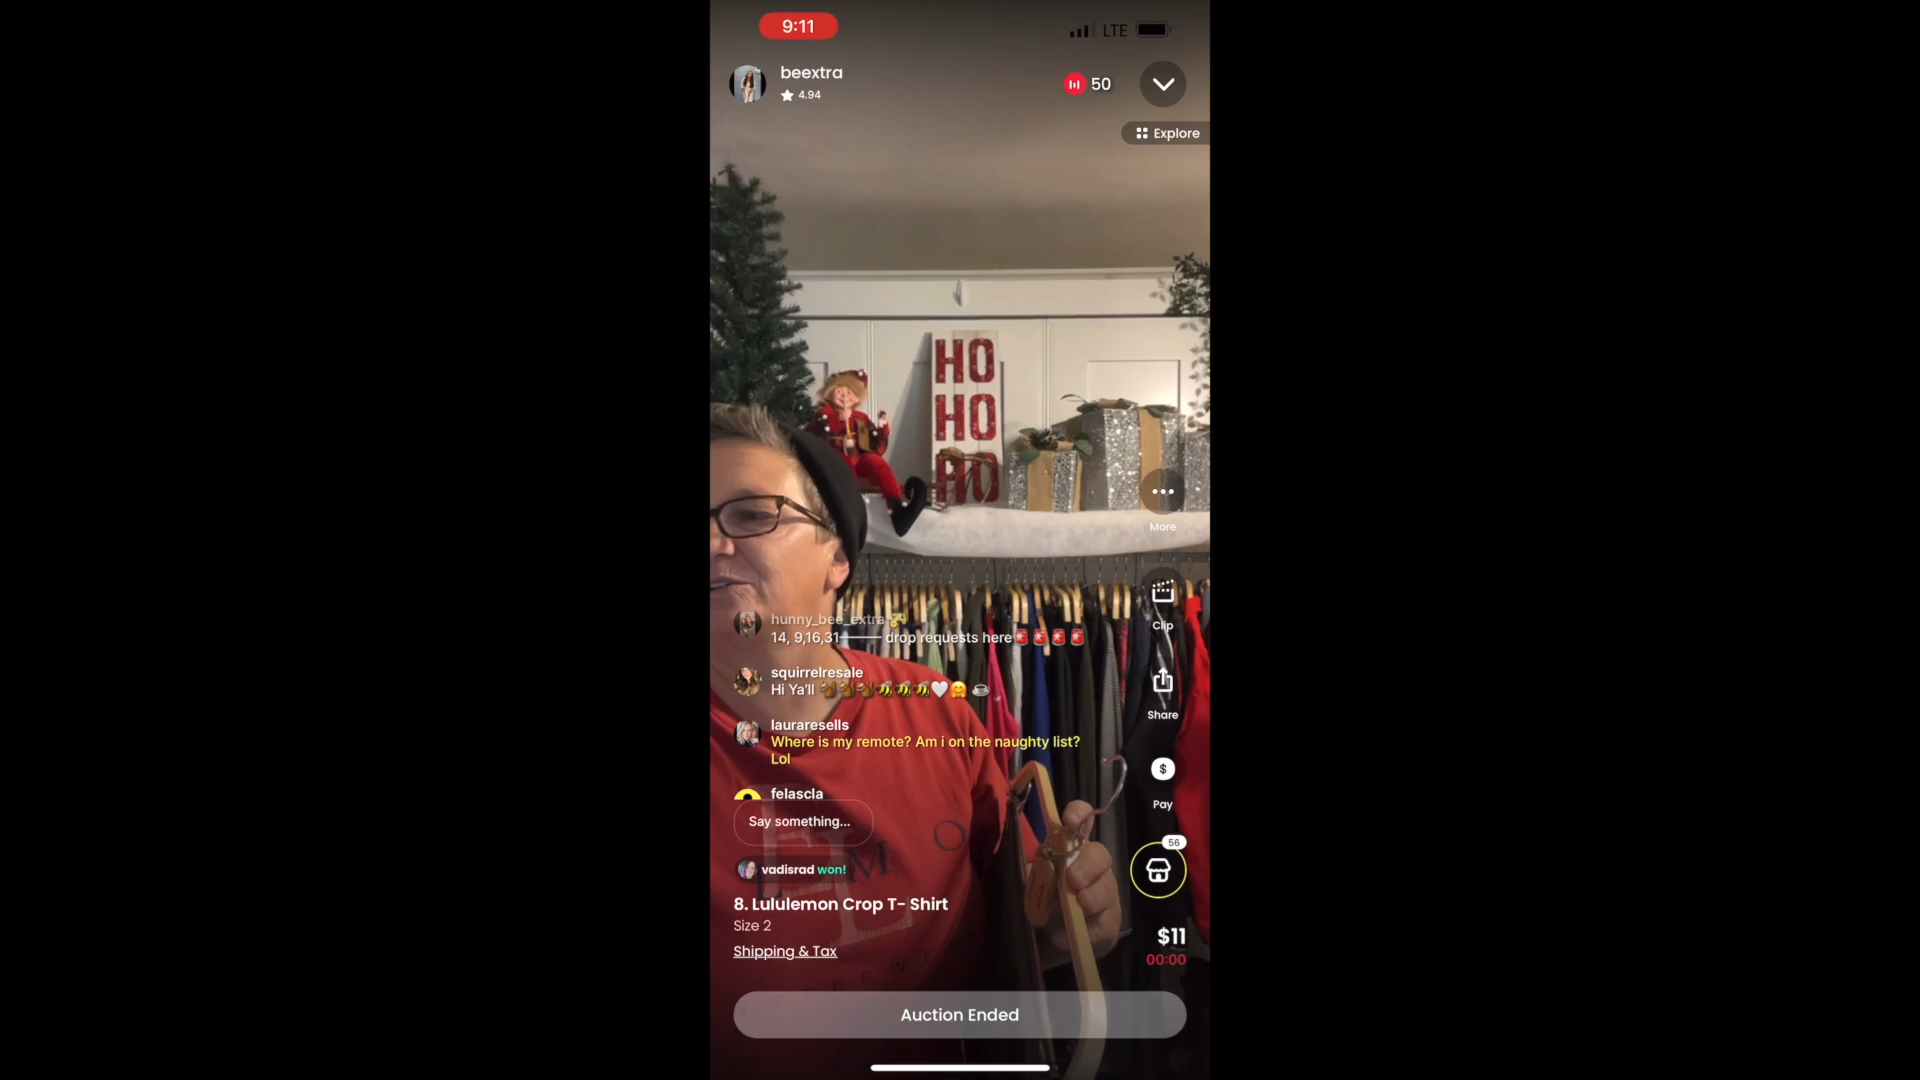 9:11
LTE
beextra
4.94
50
Explore
HO
HO
HO
More
Clip
hunny_bee_extra
14, 9,16,31——— drop requests here🚨🚨🚨🚨
squirrelresale
Hi Ya'll 🐿️🐿️🐿️🐝🐝🐝🤍🤗☕
Share
lauraresells
Where is my remote? Am i on the naughty list?
Lol
$
felascla
Pay
Say something...
56
vadisrad won!
8. Lululemon Crop T- Shirt
Size 2
$11
Shipping & Tax
00:00
Auction Ended